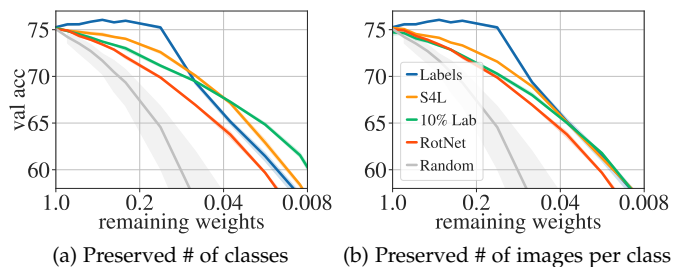 val acc
75
70
65
60
1.0 0.2 0.04 0.008
remaining weights
(a) Preserved # of classes
75
70
65
60
Labels
S4L
10% Lab
RotNet
Random
1.0 0.2 0.04 0.008
remaining weights
(b) Preserved # of images per class